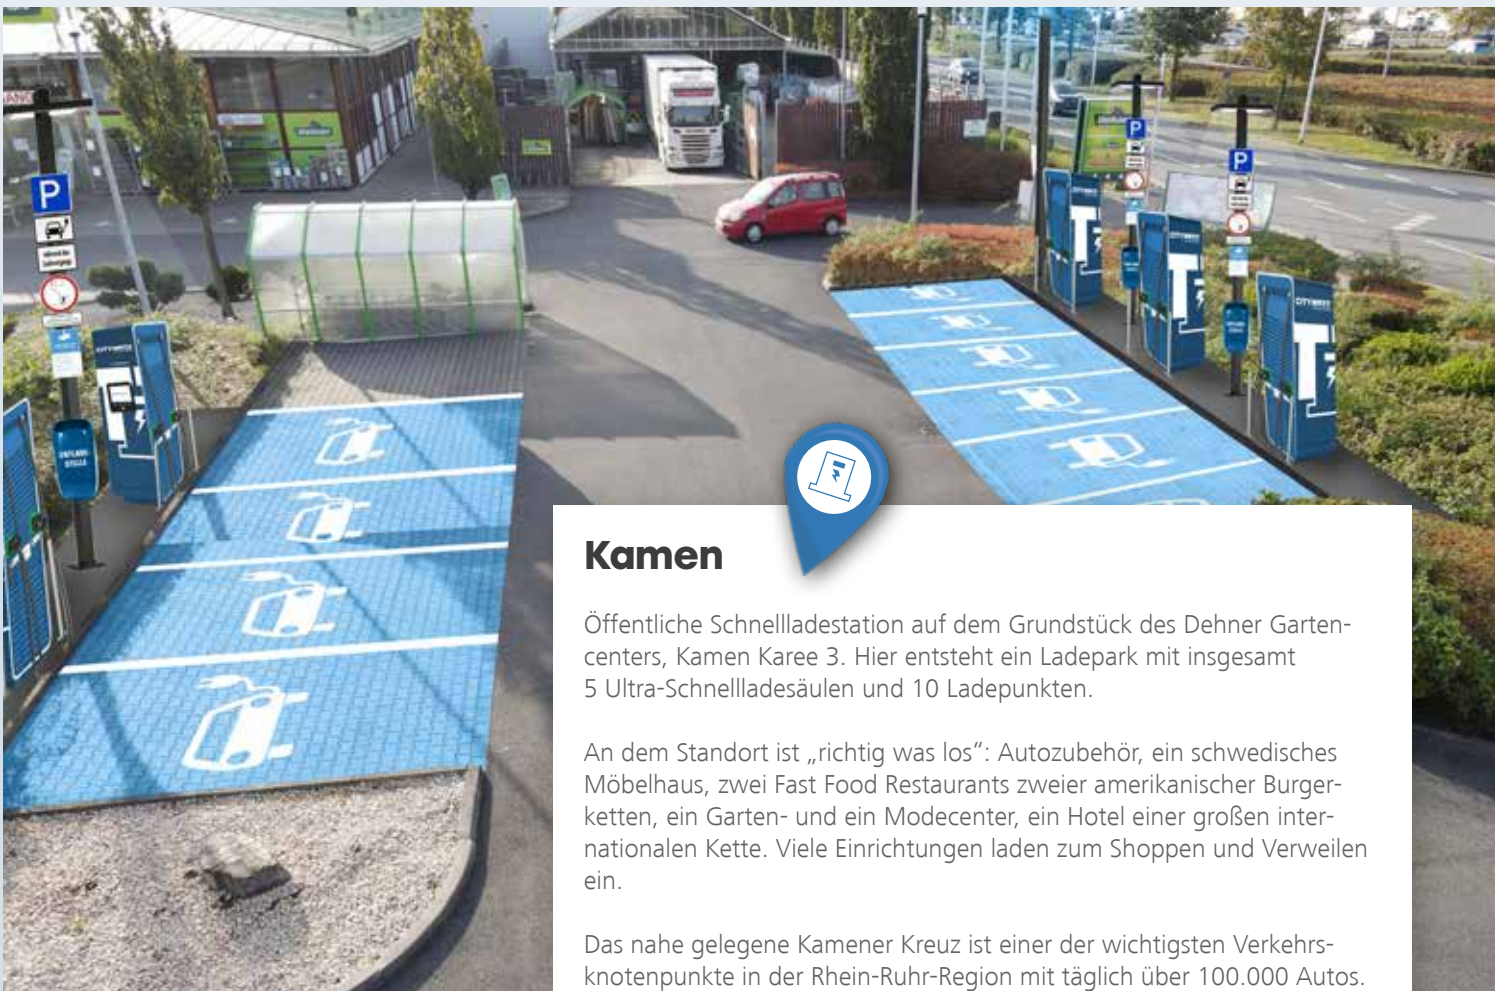 P
P
P
CITYWATT
ENTLADE-
STELLE
Kamen
Öffentliche Schnellladestation auf dem Grundstück des Dehner Garten-
centers, Kamen Karee 3. Hier entsteht ein Ladepark mit insgesamt
5 Ultra-Schnellladesäulen und 10 Ladepunkten.
An dem Standort ist „richtig was los“: Autozubehör, ein schwedisches
Möbelhaus, zwei Fast Food Restaurants zweier amerikanischer Burger-
ketten, ein Garten- und ein Modecenter, ein Hotel einer großen inter-
nationalen Kette. Viele Einrichtungen laden zum Shoppen und Verweilen
ein.
Das nahe gelegene Kamener Kreuz ist einer der wichtigsten Verkehrs-
knotenpunkte in der Rhein-Ruhr-Region mit täglich über 100.000 Autos.